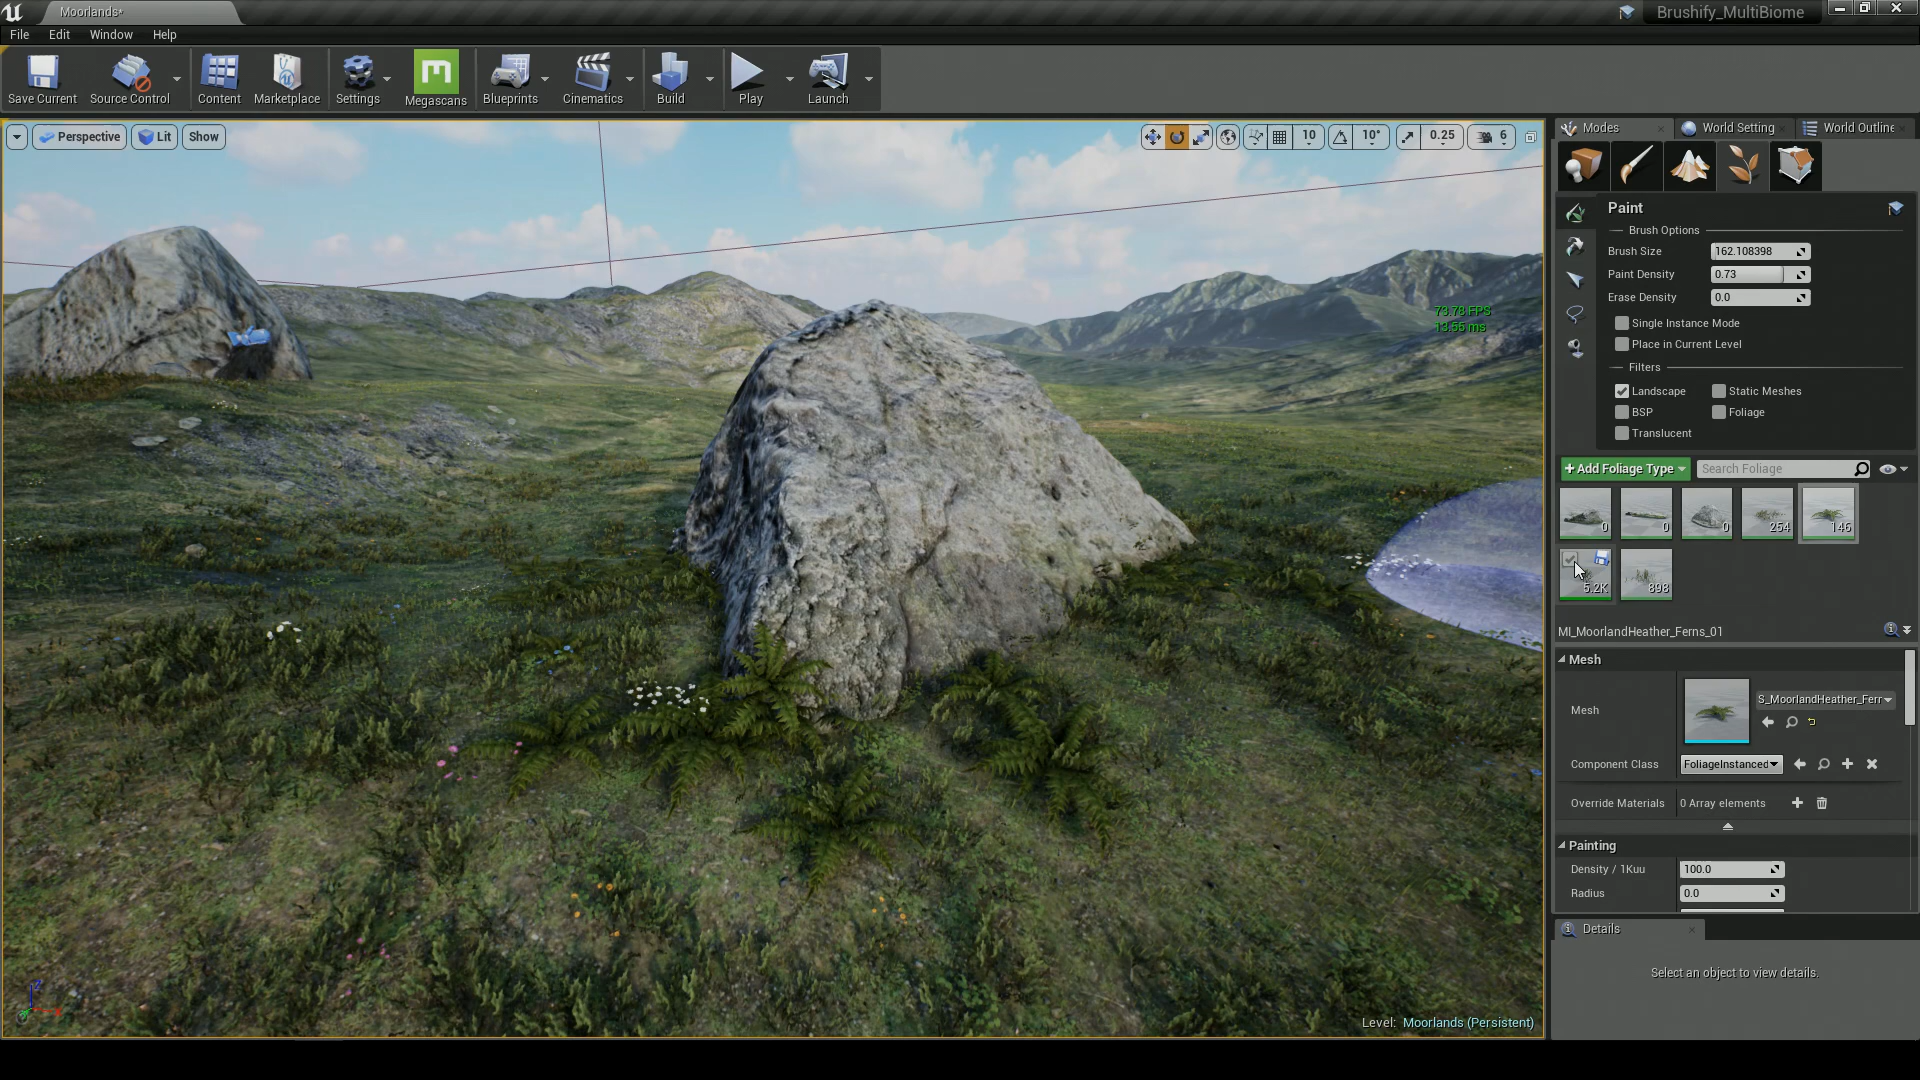 Moorlands*
Brushify_MultiBiome
File Edit Window Help
Save Current
Source Control
Content
Marketplace
Settings
Megascans
Blueprints
Cinematics
Build
Play
Launch
Perspective
Lit
Show
10
10°
0.25
6
Modes
World Setting
World Outline
Paint
Brush Options
Brush Size 162.108398
Paint Density 0.73
Erase Density 0.0
Single Instance Mode
Place in Current Level
Filters
Landscape Static Meshes
BSP Foliage
Translucent
73.78 FPS
13.55 ms
+Add Foliage Type
Search Foliage
0 0 0 254 146
5.2K 898
MI_MoorlandHeather_Ferns_01
Mesh
Mesh S_MoorlandHeather_Ferr
Component Class FoliageInstanced
Override Materials 0 Array elements
Painting
Density / 1Kuu 100.0
Radius 0.0
Details
Select an object to view details.
Level: Moorlands (Persistent)